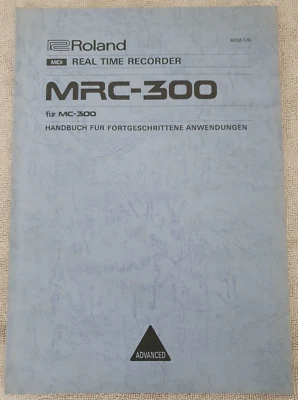 Roland
MIDI REAL TIME RECORDER
MRC-300
für MC-300
HANDBUCH FÜR FORTGESCHRITTENE ANWENDUNGEN
ADVANCED